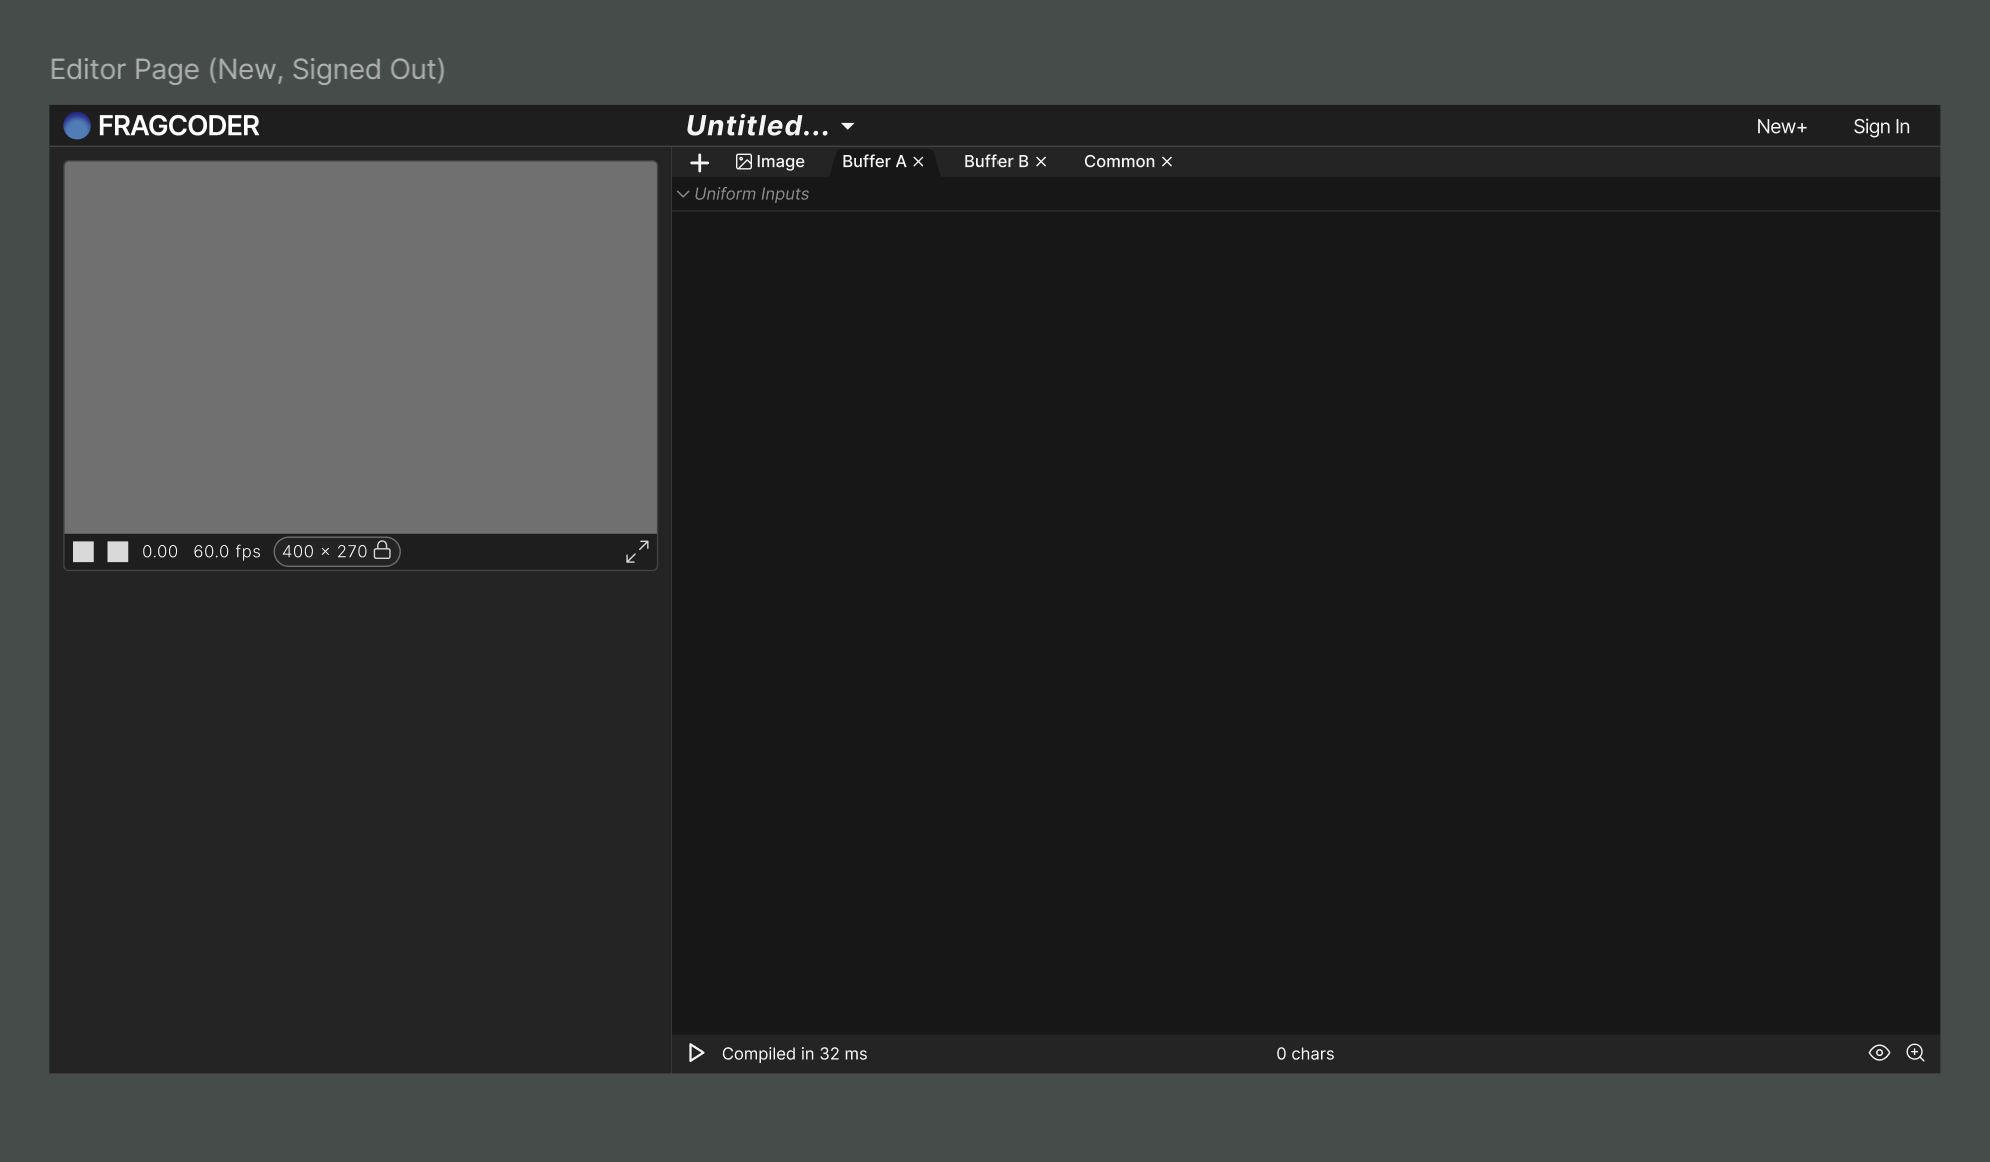 Editor Page (New, Signed Out)
FRAGCODER
Untitled...
New+
Sign In
Image
Buffer A
Buffer B
Common
Uniform Inputs
0.00
60.0 fps
400 × 270
Compiled in 32 ms
0 chars